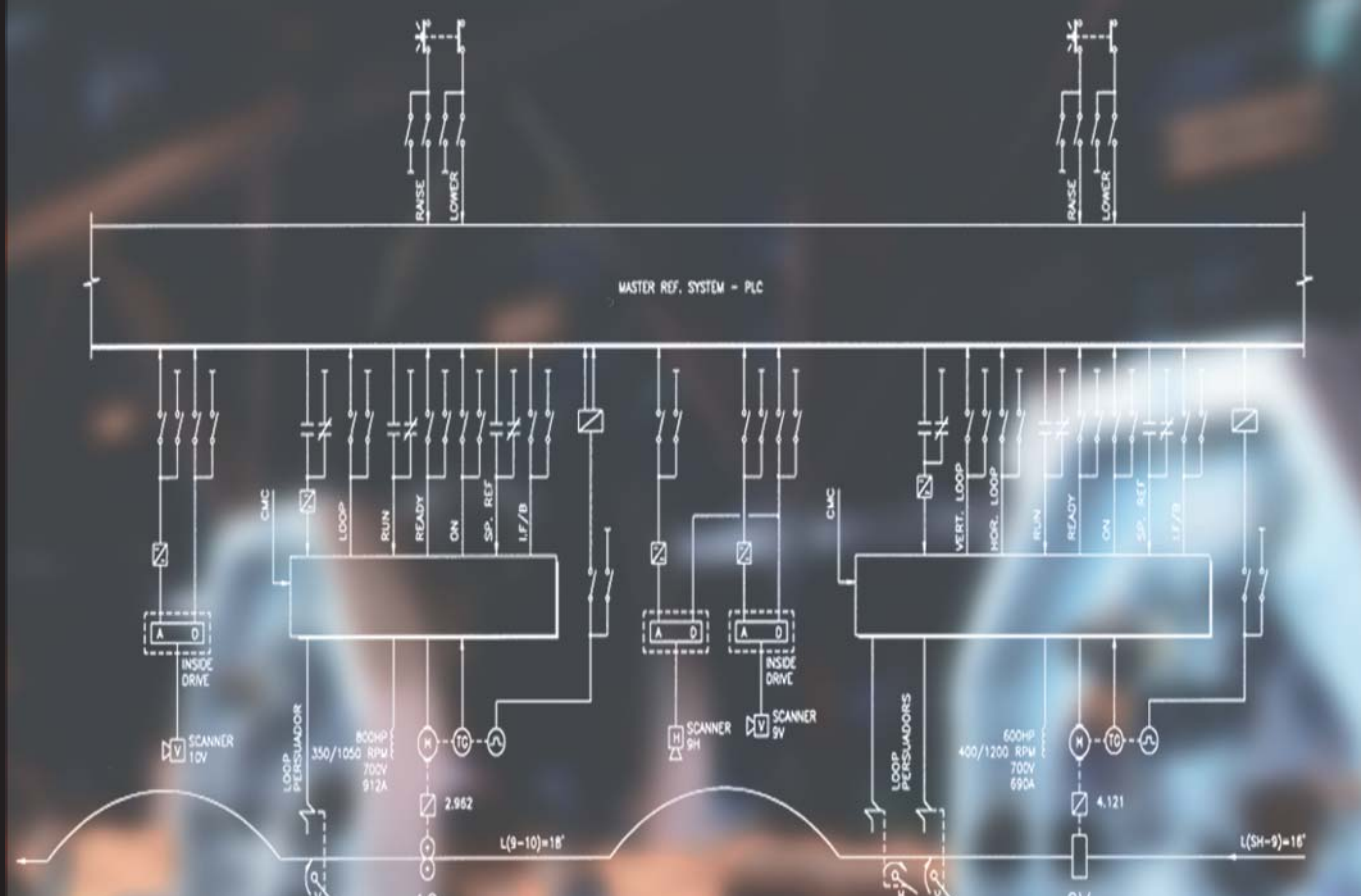 RAISE
LOWER
RAISE
LOWER
MASTER REF. SYSTEM - PLC
CMC
LOOP
RUN
READY
ON
SP. REF
I.F/B
CMC
VERT. LOOP
HOR. LOOP
RUN
READY
ON
SP. REF
I.F/B
A D
INSIDE
DRIVE
A D
A D
INSIDE
DRIVE
V
SCANNER
10V
LOOP
PERSUADOR
800HP
350/1050 RPM
700V
912A
M
TG
H
SCANNER
9H
V
SCANNER
9V
LOOP
PERSUADORS
600HP
400/1200 RPM
700V
690A
M
TG
2.962
4.121
L(9-10)=18'
L(SH-9)=16'